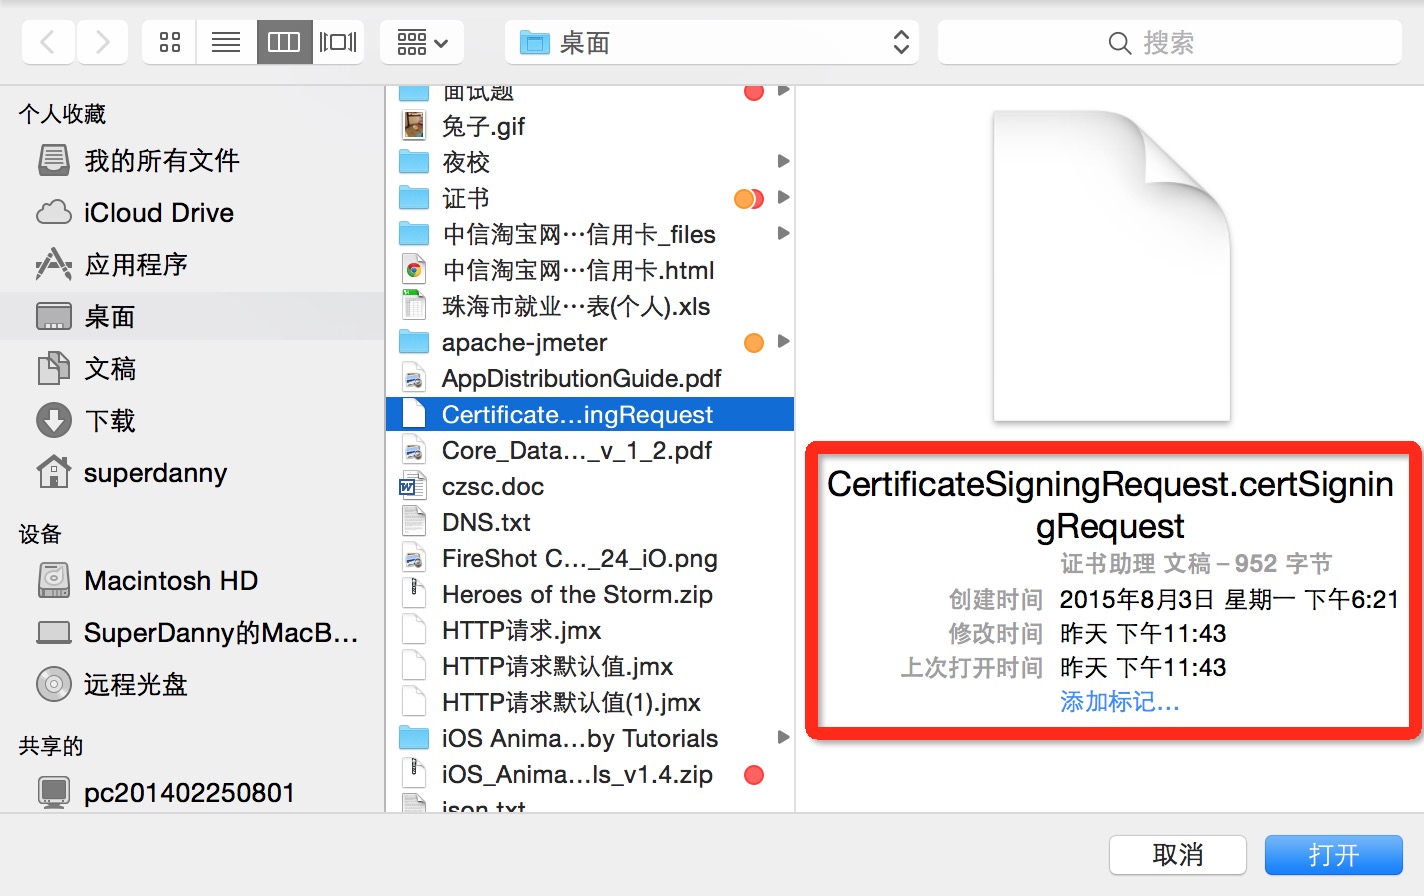 桌面
搜索
个人收藏
我的所有文件
iCloud Drive
应用程序
桌面
文稿
下载
superdanny
设备
Macintosh HD
SuperDanny的MacB...
远程光盘
共享的
pc201402250801
面试题
兔子.gif
夜校
证书
中信淘宝网…信用卡_files
中信淘宝网…信用卡.html
珠海市就业…表(个人).xls
apache-jmeter
AppDistributionGuide.pdf
Certificate...ingRequest
Core_Data..._v_1_2.pdf
czsc.doc
DNS.txt
FireShot C..._24_iO.png
Heroes of the Storm.zip
HTTP请求.jmx
HTTP请求默认值.jmx
HTTP请求默认值(1).jmx
iOS Anima...by Tutorials
iOS_Anima...ls_v1.4.zip
json.txt
CertificateSigningRequest.certSignin
gRequest
证书助理 文稿 – 952 字节
创建时间 2015年8月3日 星期一 下午6:21
修改时间 昨天 下午11:43
上次打开时间 昨天 下午11:43
添加标记...
取消
打开